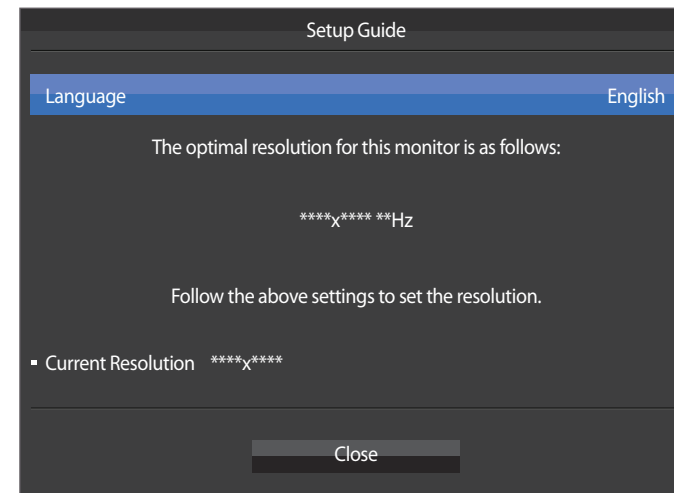 Setup Guide
Language English
The optimal resolution for this monitor is as follows:
****x**** **Hz
Follow the above settings to set the resolution.
Current Resolution ****x****
Close